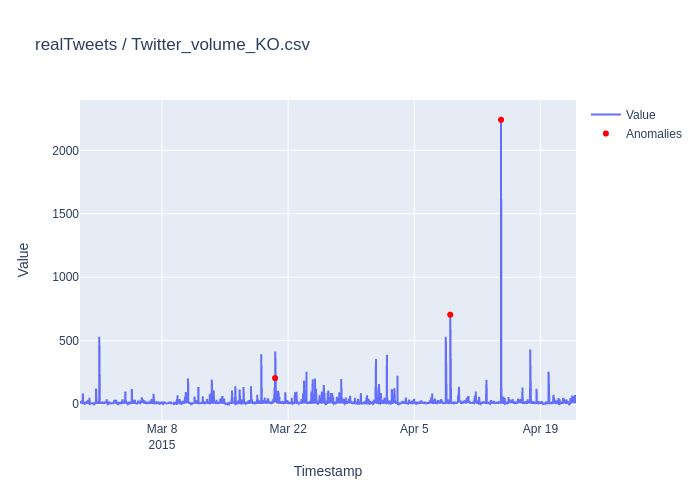 realTweets / Twitter_volume_KO.csv
Value
Anomalies
2000
1500
1000
500
0
Value
Mar 8
2015
Mar 22
Apr 5
Apr 19
Timestamp